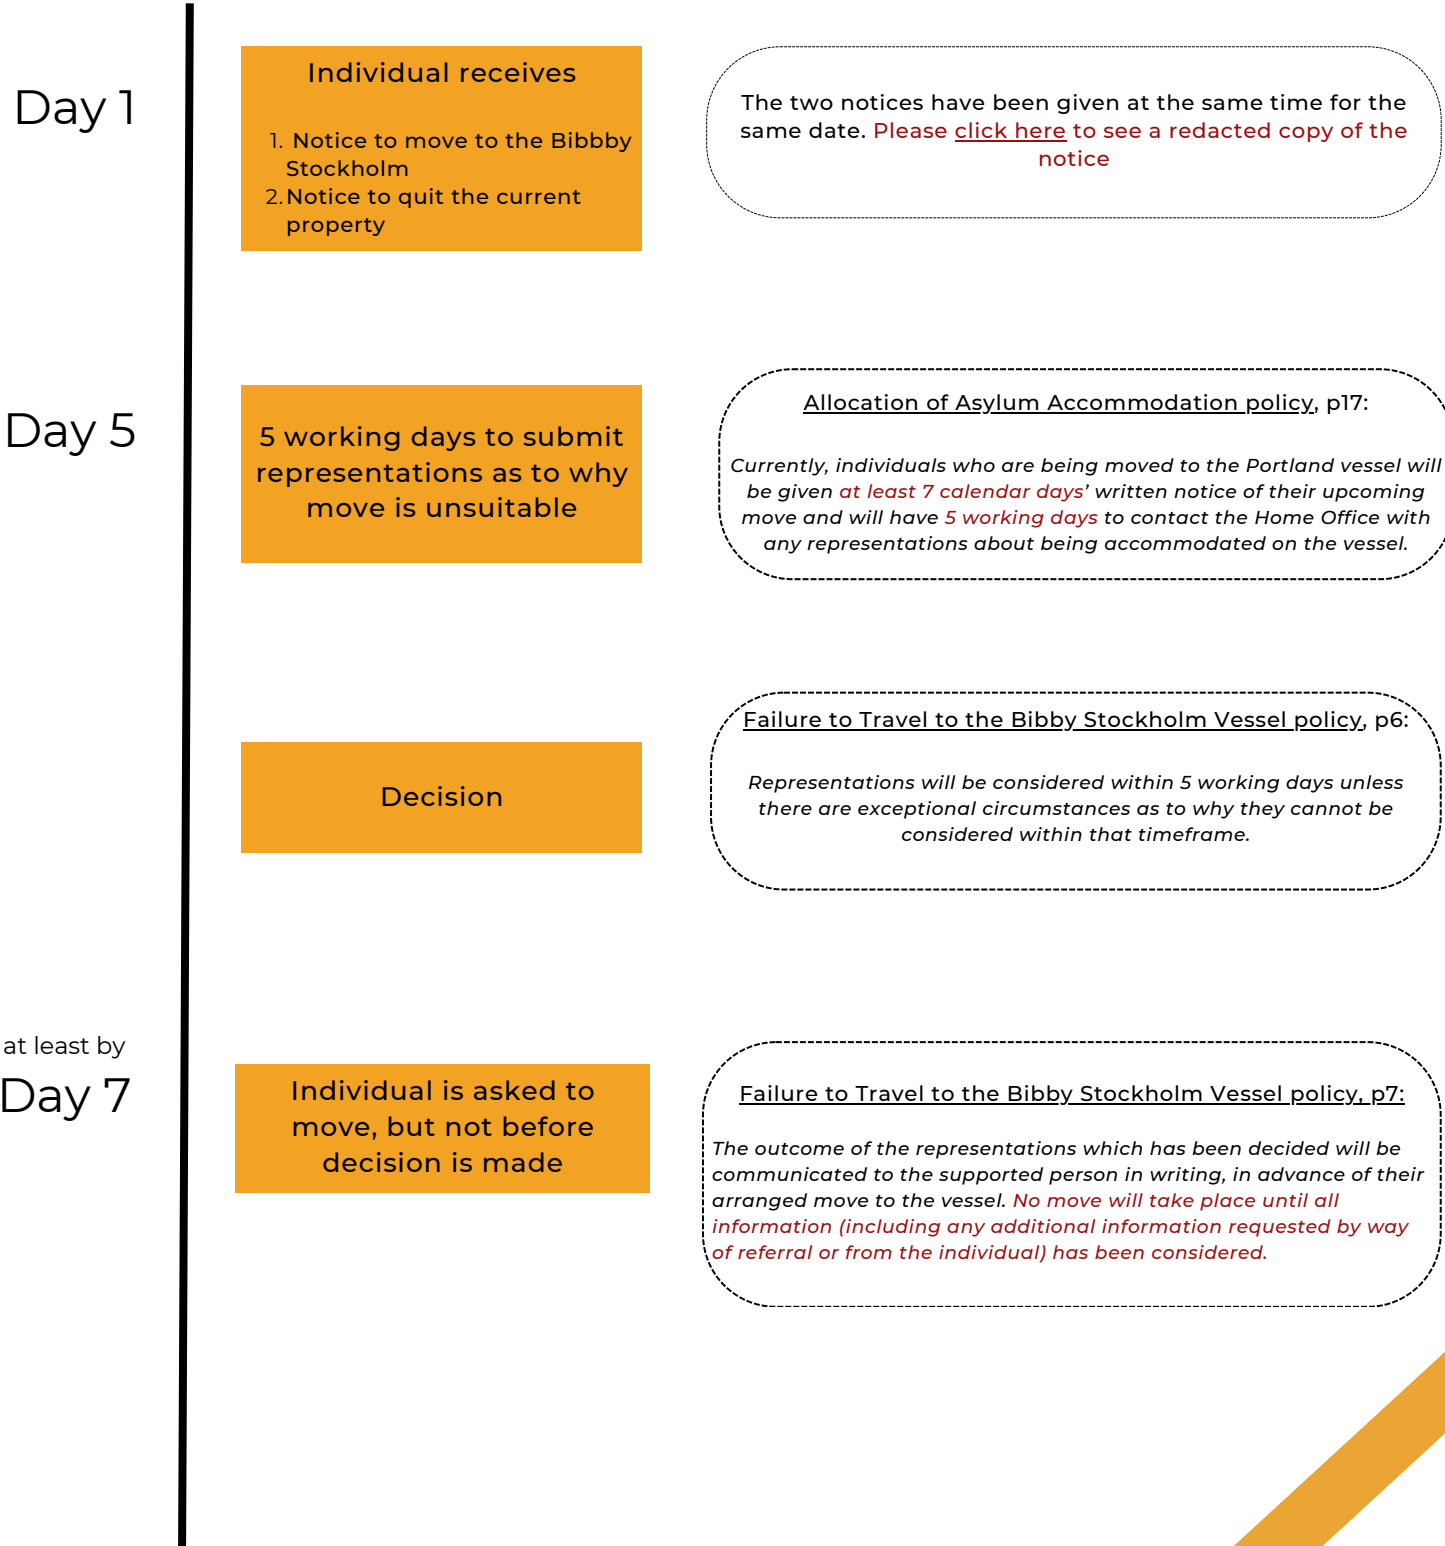 Day 1
Individual receives
1. Notice to move to the Bibbby
Stockholm
2. Notice to quit the current
property
The two notices have been given at the same time for the
same date. Please click here to see a redacted copy of the
notice
Day 5
5 working days to submit
representations as to why
move is unsuitable
Allocation of Asylum Accommodation policy, p17:
Currently, individuals who are being moved to the Portland vessel will
be given at least 7 calendar days’ written notice of their upcoming
move and will have 5 working days to contact the Home Office with
any representations about being accommodated on the vessel.
Decision
Failure to Travel to the Bibby Stockholm Vessel policy, p6:
Representations will be considered within 5 working days unless
there are exceptional circumstances as to why they cannot be
considered within that timeframe.
at least by
Day 7
Individual is asked to
move, but not before
decision is made
Failure to Travel to the Bibby Stockholm Vessel policy, p7:
The outcome of the representations which has been decided will be
communicated to the supported person in writing, in advance of their
arranged move to the vessel. No move will take place until all
information (including any additional information requested by way
of referral or from the individual) has been considered.